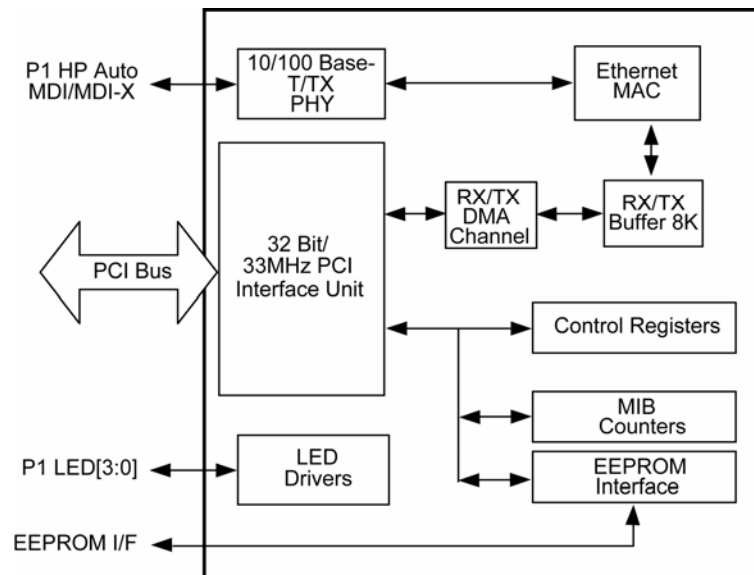 P1 HP Auto
MDI/MDI-X
10/100 Base-
T/TX
PHY
Ethernet
MAC
RX/TX
DMA
Channel
RX/TX
Buffer 8K
PCI Bus
32 Bit/
33MHz PCI
Interface Unit
Control Registers
MIB
Counters
P1 LED[3:0]
LED
Drivers
EEPROM
Interface
EEPROM I/F